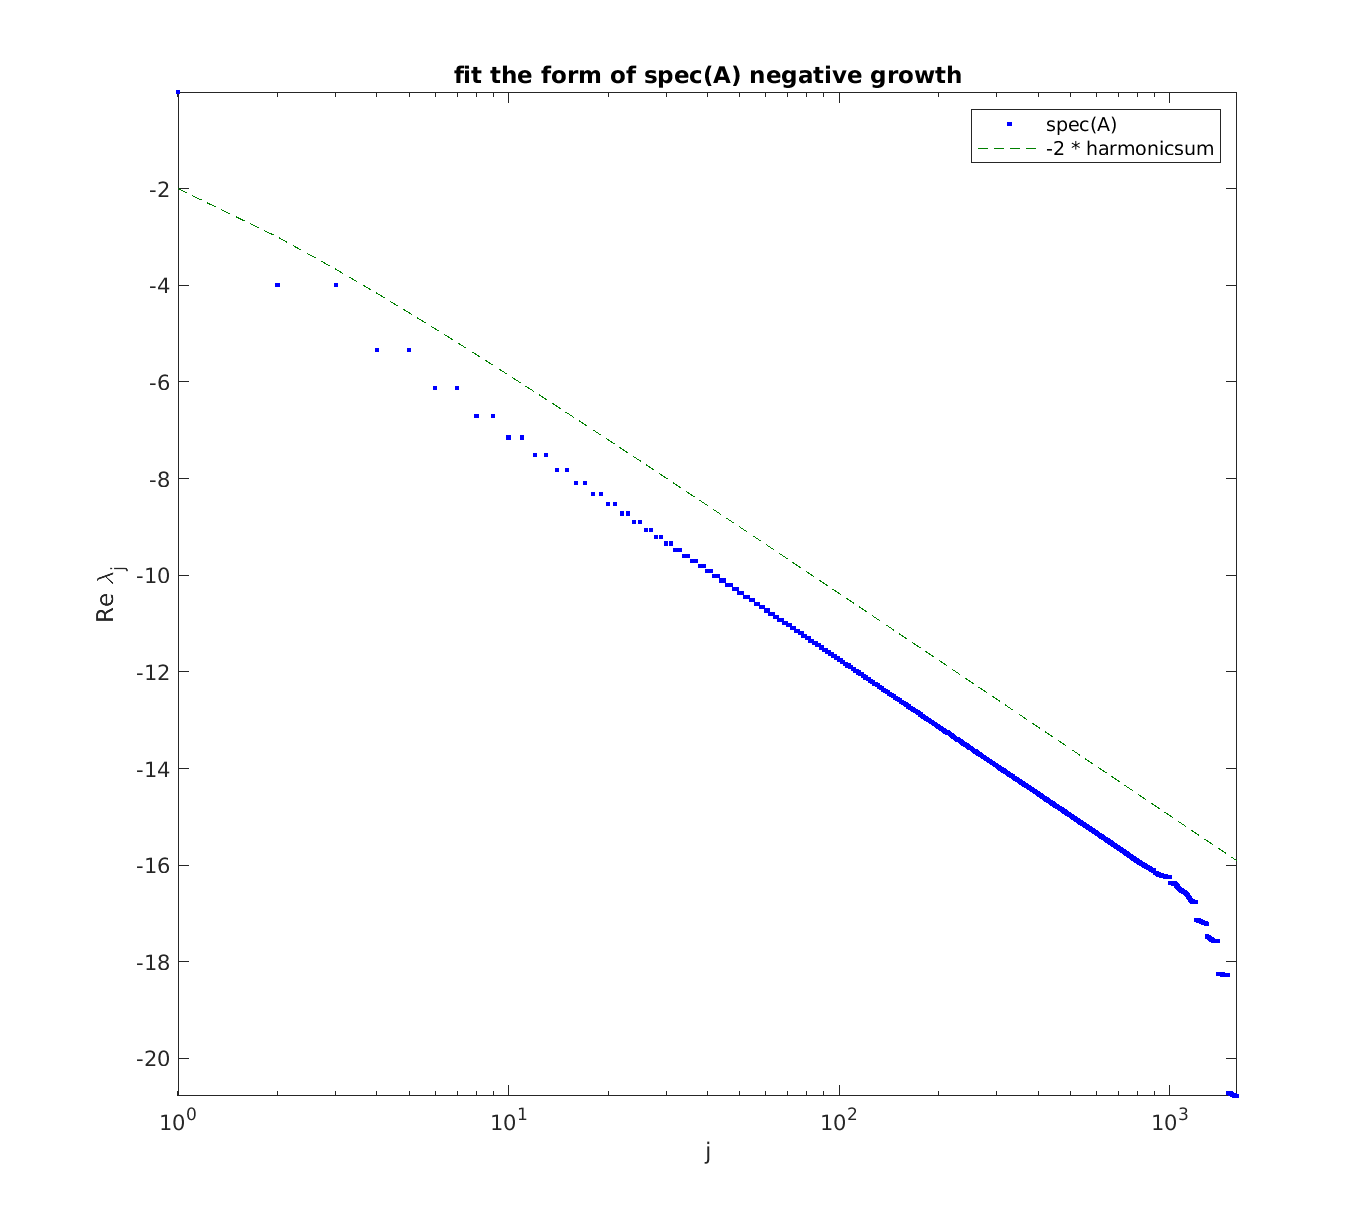 fit the form of spec(A) negative growth
spec(A)
-2 * harmonicsum
-2
-4
-6
-8
-10
-12
-14
-16
-18
-20
Re λ_j
10^0
10^1
10^2
10^3
j